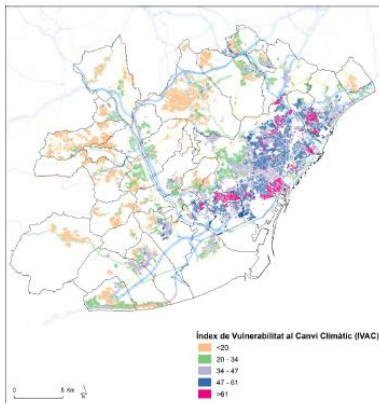 Índex de Vulnerabilitat al Canvi Climàtic (IVAC)
<20
20 - 34
34 - 47
47 - 61
>61
0 5 Km